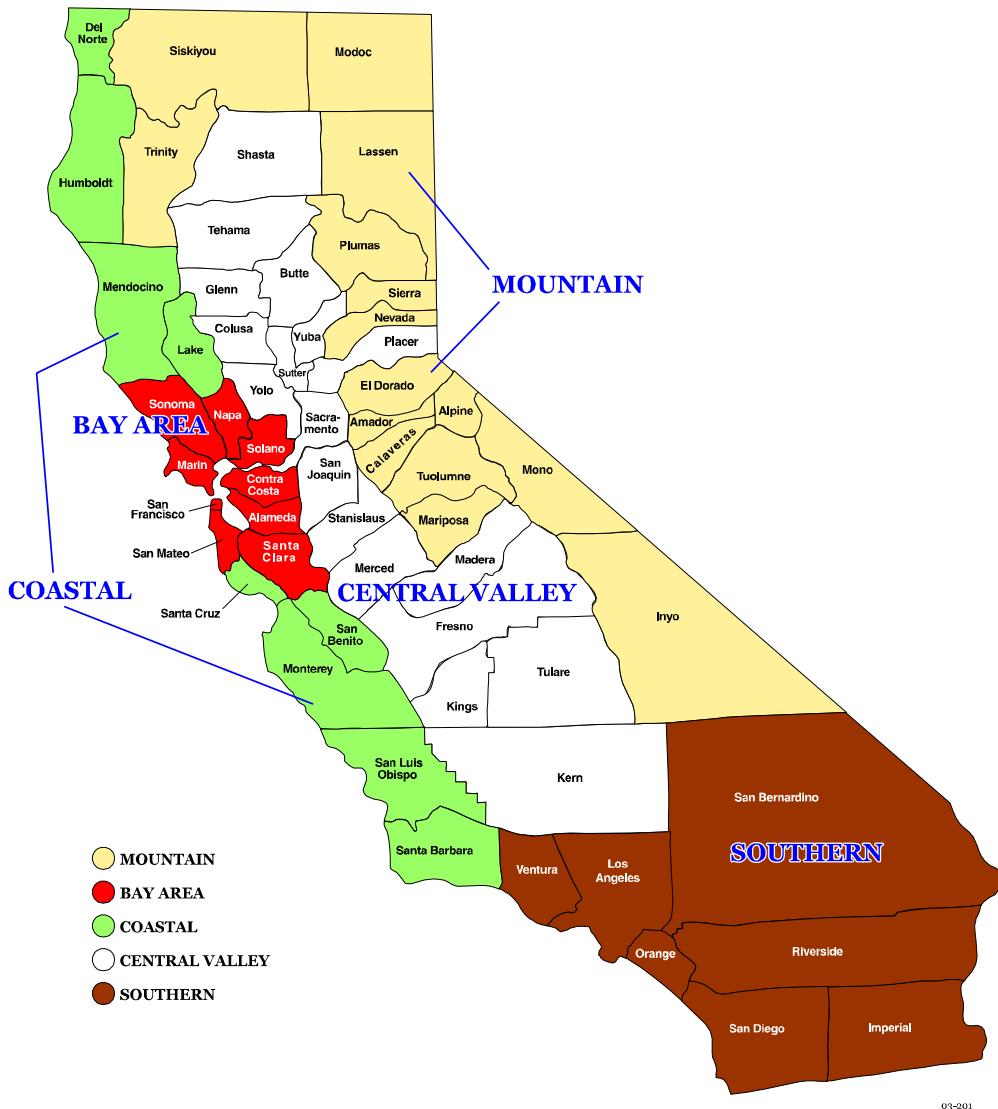 Del
Norte
Siskiyou
Modoc
Trinity
Shasta
Lassen
Humboldt
Tehama
Plumas
Butte
Mendocino
Glenn
Sierra
MOUNTAIN
Nevada
Colusa
Yuba
Placer
Lake
Sutter
El Dorado
Yolo
Sonoma
Napa
Sacra-
mento
Amador
Alpine
BAY AREA
Solano
Calaveras
Marin
San
Joaquin
Tuolumne
Mono
Contra
Costa
San
Francisco
Alameda
Stanislaus
Mariposa
San Mateo
Santa
Clara
Merced
Madera
COASTAL
CENTRAL VALLEY
Santa Cruz
San
Benito
Fresno
Inyo
Monterey
Tulare
Kings
San Luis
Obispo
Kern
San Bernardino
Santa Barbara
Ventura
Los
Angeles
SOUTHERN
MOUNTAIN
BAY AREA
COASTAL
CENTRAL VALLEY
SOUTHERN
Orange
Riverside
San Diego
Imperial
03-201